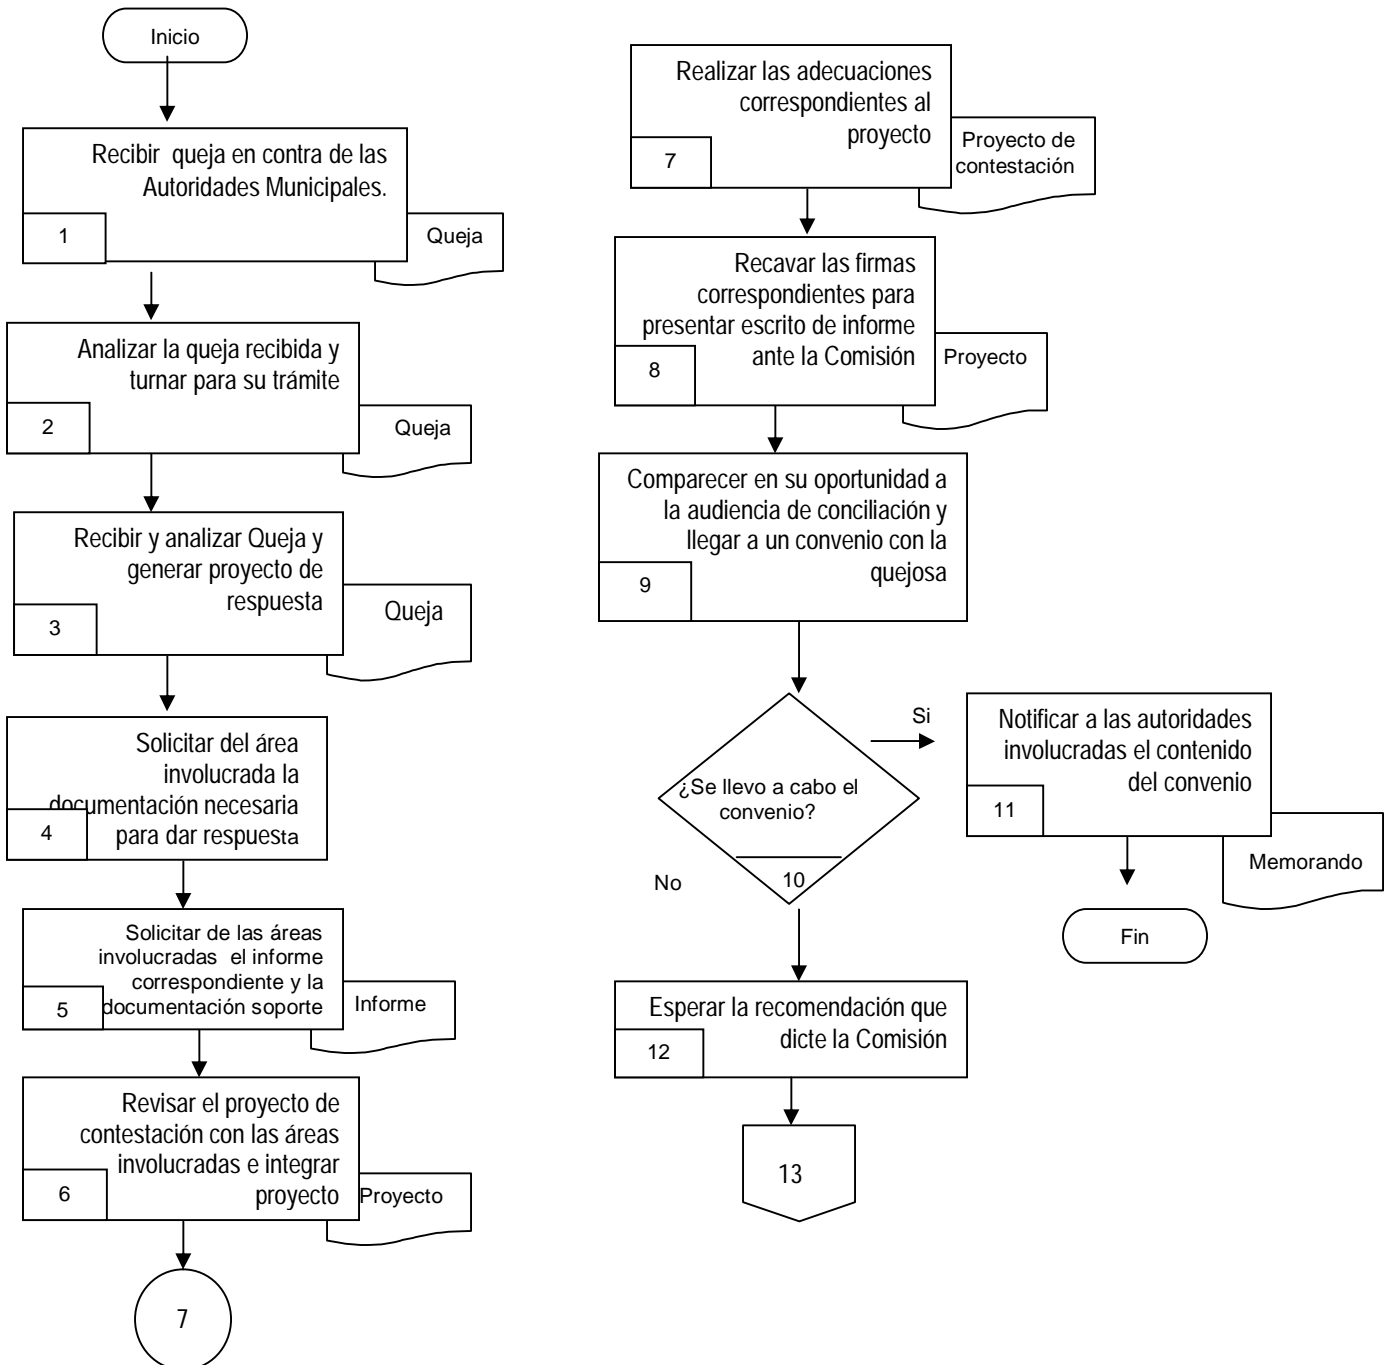 Inicio
Recibir queja en contra de las
Autoridades Municipales.
1
Queja
Analizar la queja recibida y
turnar para su trámite
2
Queja
Recibir y analizar Queja y
generar proyecto de
respuesta
3
Queja
Solicitar del área
involucrada la
documentación necesaria
para dar respuesta
4
Solicitar de las áreas
involucradas el informe
correspondiente y la
documentación soporte
5
Informe
Revisar el proyecto de
contestación con las áreas
involucradas e integrar
proyecto
6
Proyecto
7
Realizar las adecuaciones
correspondientes al
proyecto
7
Proyecto de
contestación
Recavar las firmas
correspondientes para
presentar escrito de informe
ante la Comisión
8
Proyecto
Comparecer en su oportunidad a
la audiencia de conciliación y
llegar a un convenio con la
quejosa
9
¿Se llevo a cabo el
convenio?
10
Si
No
Notificar a las autoridades
involucradas el contenido
del convenio
11
Memorando
Fin
Esperar la recomendación que
dicte la Comisión
12
13